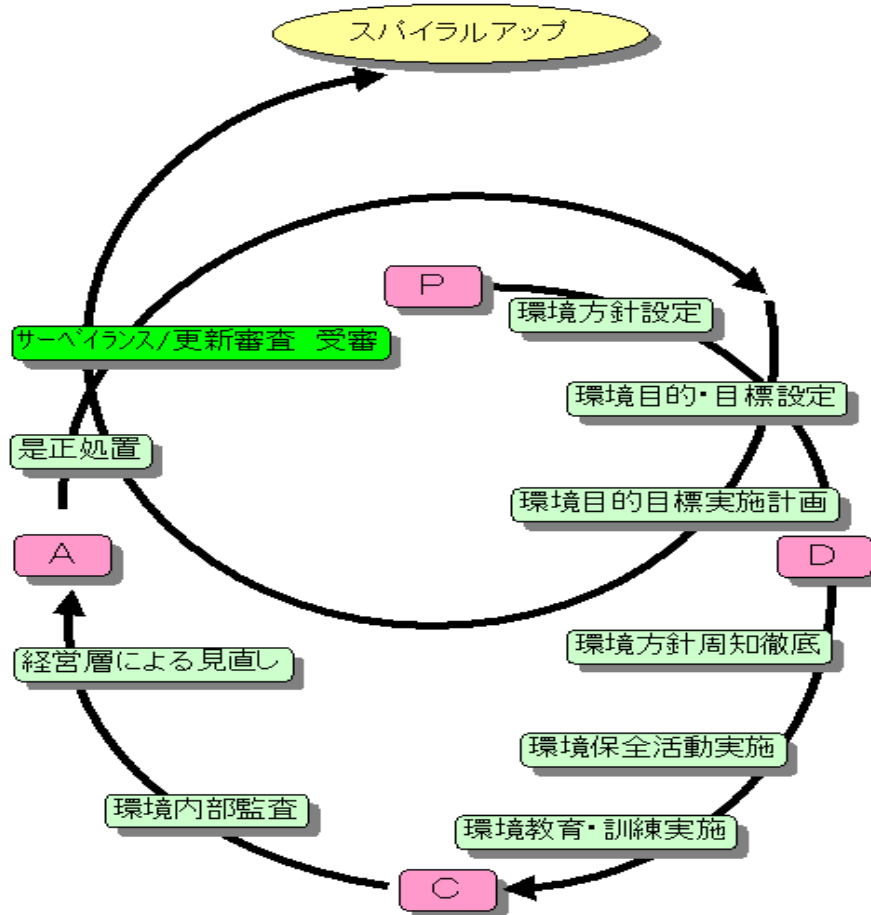 スパイラルアップ
P
環境方針設定
サーベイランス/更新審査 受審
環境目的・目標設定
是正処置
環境目的目標実施計画
A
D
環境方針周知徹底
経営層による見直し
環境保全活動実施
環境内部監査
環境教育・訓練実施
C